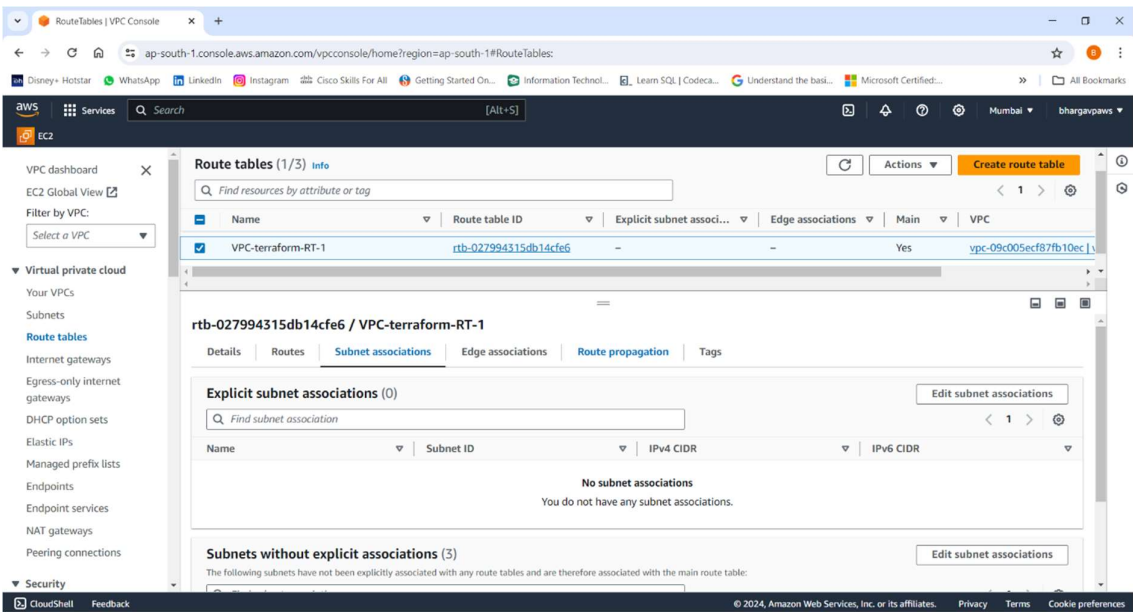 RouteTables | VPC Console
ap-south-1.console.aws.amazon.com/vpcconsole/home?region=ap-south-1#RouteTables:
B
Disney+ Hotstar WhatsApp LinkedIn Instagram Cisco Skills For All Getting Started On... Information Technol... Learn SQL | Codeca... Understand the basi... Microsoft Certified:... » All Bookmarks
aws Services Search [Alt+S] Mumbai bhargavpaws
EC2
VPC dashboard
EC2 Global View
Filter by VPC:
Select a VPC
Virtual private cloud
Your VPCs
Subnets
Route tables
Internet gateways
Egress-only internet
gateways
DHCP option sets
Elastic IPs
Managed prefix lists
Endpoints
Endpoint services
NAT gateways
Peering connections
Security
Route tables (1/3) Info Actions Create route table
Find resources by attribute or tag 1
Name Route table ID Explicit subnet associ... Edge associations Main VPC
VPC-terraform-RT-1 rtb-027994315db14cfe6 – – Yes vpc-09c005ecf87fb10ec |
rtb-027994315db14cfe6 / VPC-terraform-RT-1
Details Routes Subnet associations Edge associations Route propagation Tags
Explicit subnet associations (0) Edit subnet associations
Find subnet association 1
Name Subnet ID IPv4 CIDR IPv6 CIDR
No subnet associations
You do not have any subnet associations.
Subnets without explicit associations (3) Edit subnet associations
The following subnets have not been explicitly associated with any route tables and are therefore associated with the main route table:
CloudShell Feedback © 2024, Amazon Web Services, Inc. or its affiliates. Privacy Terms Cookie preferences